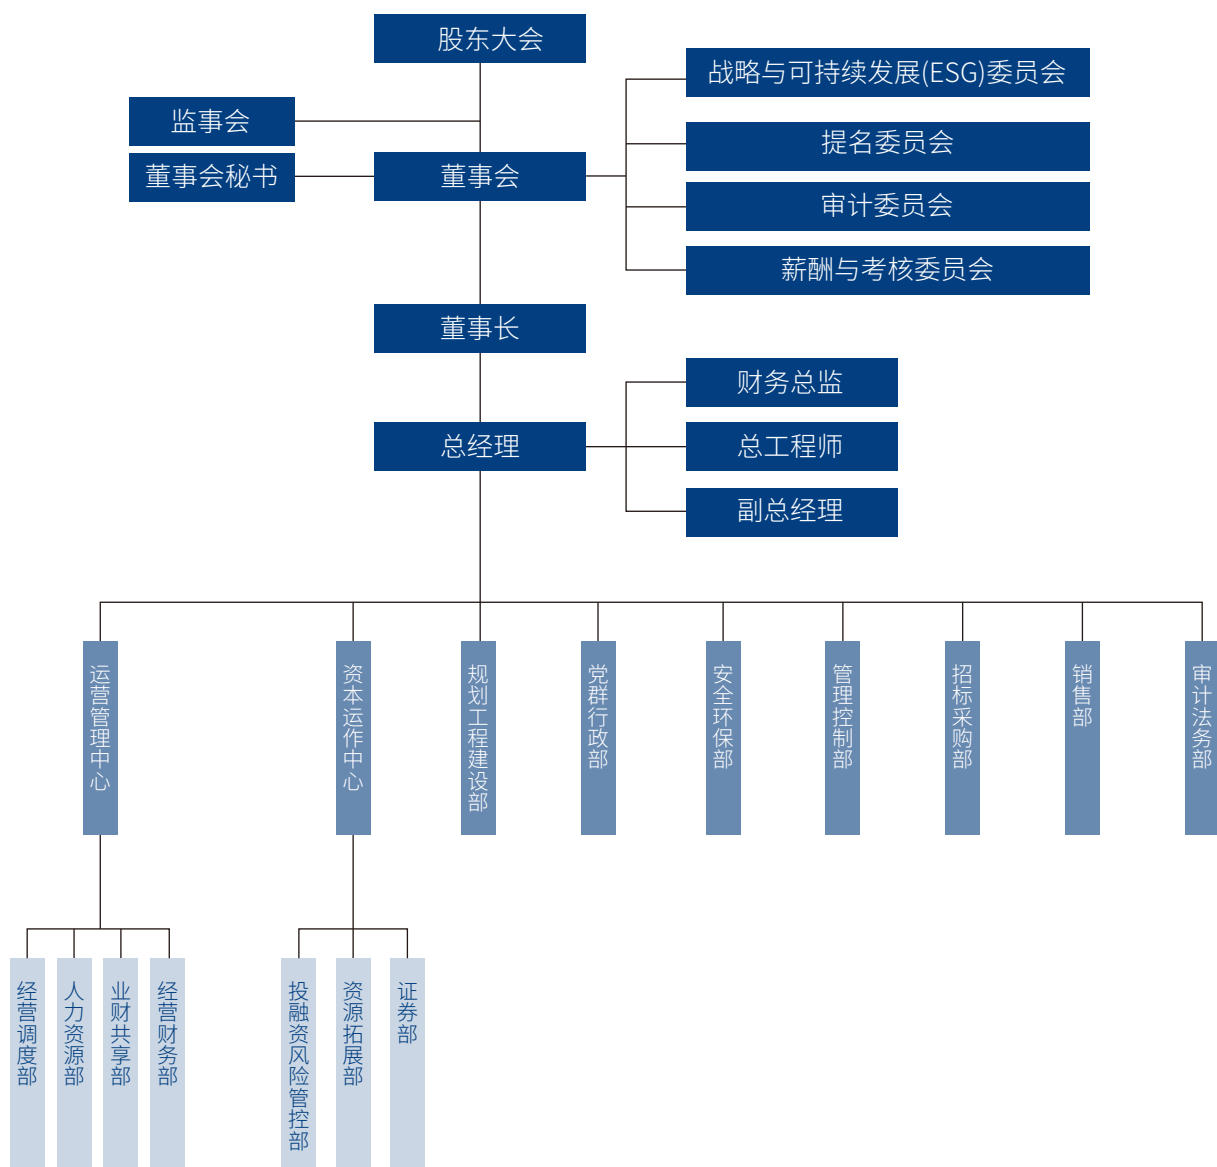 股东大会
战略与可持续发展(ESG)委员会
监事会
提名委员会
董事会秘书
董事会
审计委员会
薪酬与考核委员会
董事长
财务总监
总经理
总工程师
副总经理
运营管理中心
资本运作中心
规划工程建设部
党群行政部
安全环保部
管理控制部
招标采购部
销售部
审计法务部
经营调度部
人力资源部
业财共享部
经营财务部
投融资风险管控部
资源拓展部
证券部